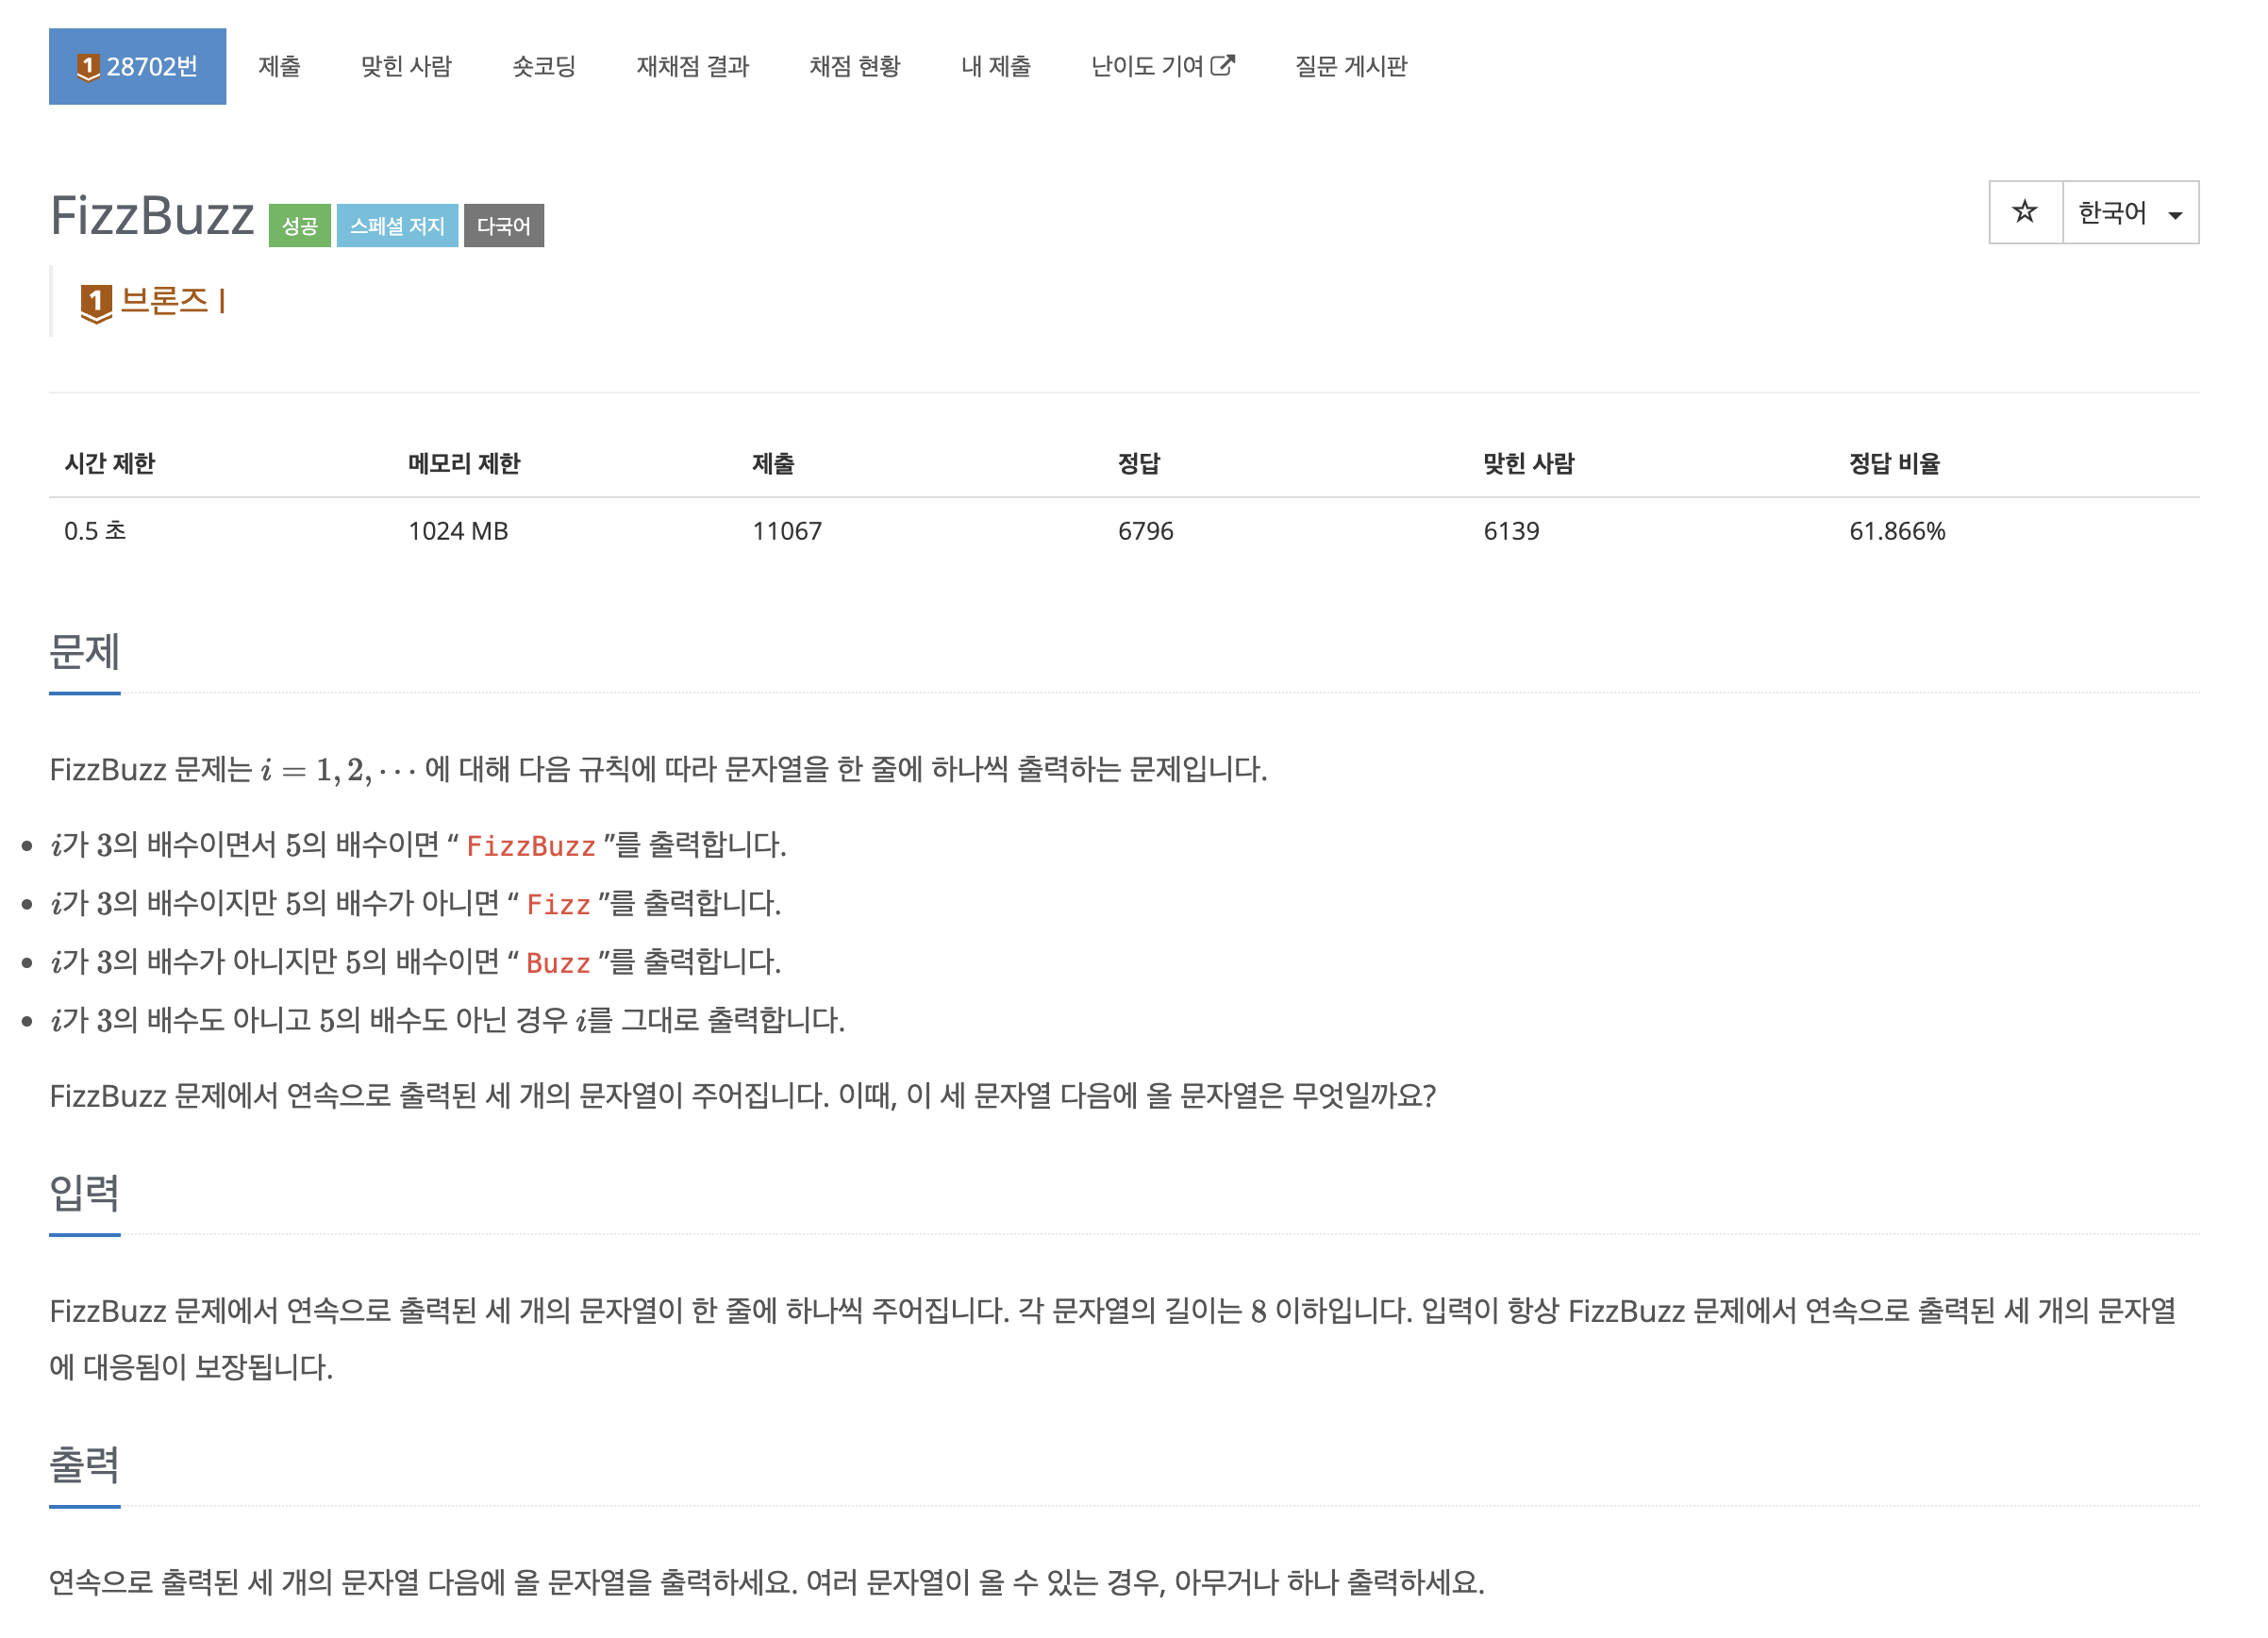 1 28702번 제출 맞힌 사람 숏코딩 재채점 결과 채점 현황 내 제출 난이도 기여 질문 게시판
FizzBuzz 성공 스페셜 저지 다국어 ☆ 한국어
1 브론즈 I
시간 제한 메모리 제한 제출 정답 맞힌 사람 정답 비율
0.5 초 1024 MB 11067 6796 6139 61.866%
문제
FizzBuzz 문제는 i = 1, 2, ⋯ 에 대해 다음 규칙에 따라 문자열을 한 줄에 하나씩 출력하는 문제입니다.
• i가 3의 배수이면서 5의 배수이면 “ FizzBuzz ”를 출력합니다.
• i가 3의 배수이지만 5의 배수가 아니면 “ Fizz ”를 출력합니다.
• i가 3의 배수가 아니지만 5의 배수이면 “ Buzz ”를 출력합니다.
• i가 3의 배수도 아니고 5의 배수도 아닌 경우 i를 그대로 출력합니다.
FizzBuzz 문제에서 연속으로 출력된 세 개의 문자열이 주어집니다. 이때, 이 세 문자열 다음에 올 문자열은 무엇일까요?
입력
FizzBuzz 문제에서 연속으로 출력된 세 개의 문자열이 한 줄에 하나씩 주어집니다. 각 문자열의 길이는 8 이하입니다. 입력이 항상 FizzBuzz 문제에서 연속으로 출력된 세 개의 문자열
에 대응됨이 보장됩니다.
출력
연속으로 출력된 세 개의 문자열 다음에 올 문자열을 출력하세요. 여러 문자열이 올 수 있는 경우, 아무거나 하나 출력하세요.